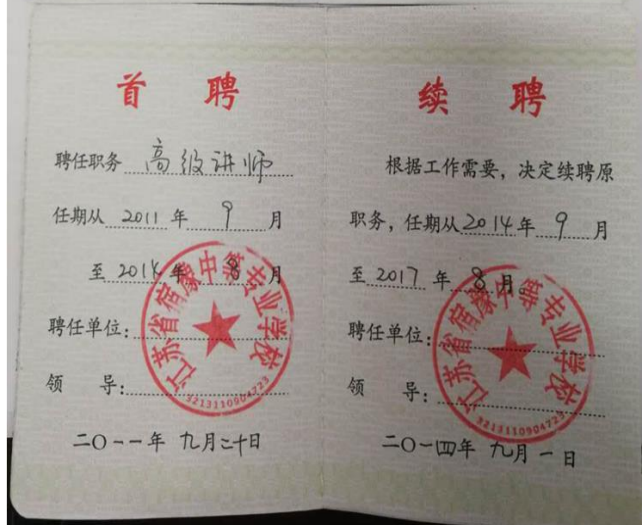 首聘
聘任职务 高级讲师
任期从 2011 年 9 月
至 2014 年 8 月
聘任单位：
领 导：
二〇一一年 九月二十日
江苏省宿豫中等专业学校
续聘
根据工作需要，决定续聘原
职务，任期从2014年 9 月
至 2017 年 8 月。
聘任单位：
领 导：
二〇一四年 九月 一 日
江苏省宿豫中等专业学校